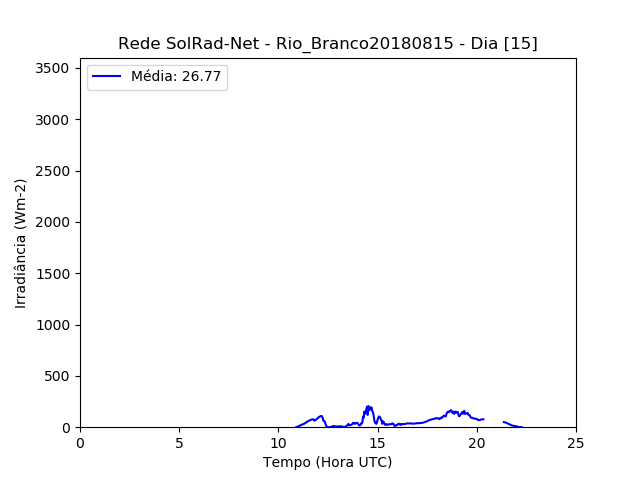 Rede SolRad-Net - Rio_Branco20180815 - Dia [15]
Média: 26.77
Irradiância (Wm-2)
3500
3000
2500
2000
1500
1000
500
0
0 5 10 15 20 25
Tempo (Hora UTC)